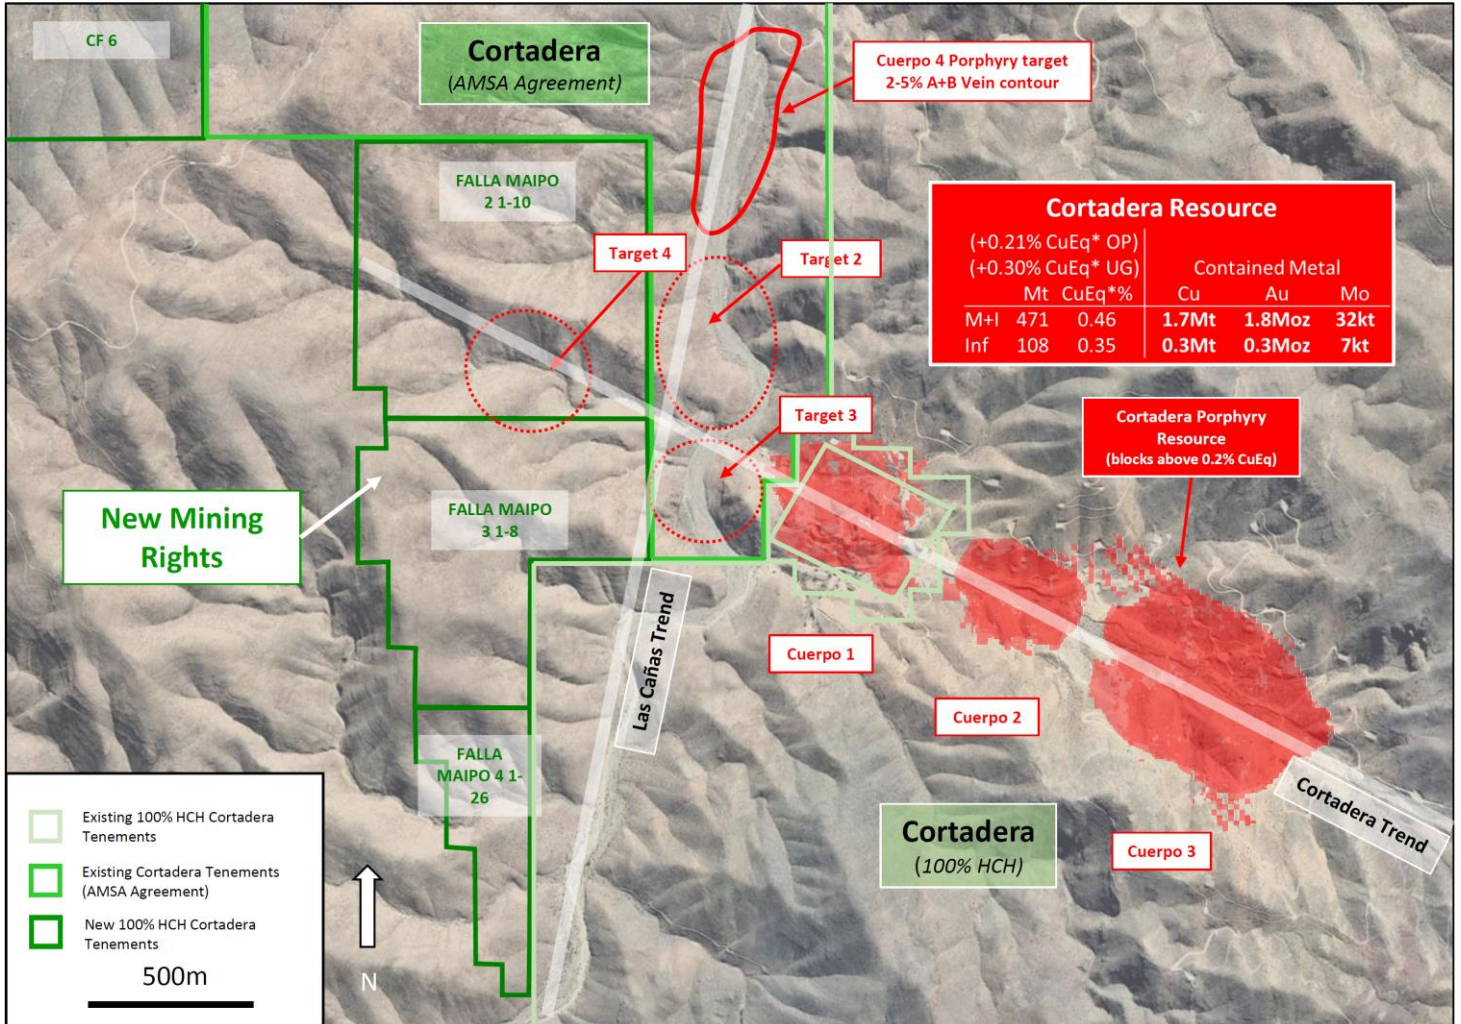 CF 6
Cortadera
(AMSA Agreement)
Cuerpo 4 Porphyry target
2-5% A+B Vein contour
FALLA MAIPO
2 1-10
Target 4
Target 2
Cortadera Resource
(+0.21% CuEq* OP)
(+0.30% CuEq* UG) Contained Metal
Mt CuEq*% Cu Au Mo
M+I 471 0.46 1.7Mt 1.8Moz 32kt
Inf 108 0.35 0.3Mt 0.3Moz 7kt
Target 3
Cortadera Porphyry
Resource
(blocks above 0.2% CuEq)
New Mining
Rights
FALLA MAIPO
3 1-8
Las Cañas Trend
Cuerpo 1
Cuerpo 2
FALLA
MAIPO 4 1-
26
Cortadera
(100% HCH)
Cuerpo 3
Cortadera Trend
Existing 100% HCH Cortadera
Tenements
Existing Cortadera Tenements
(AMSA Agreement)
New 100% HCH Cortadera
Tenements
500m
N